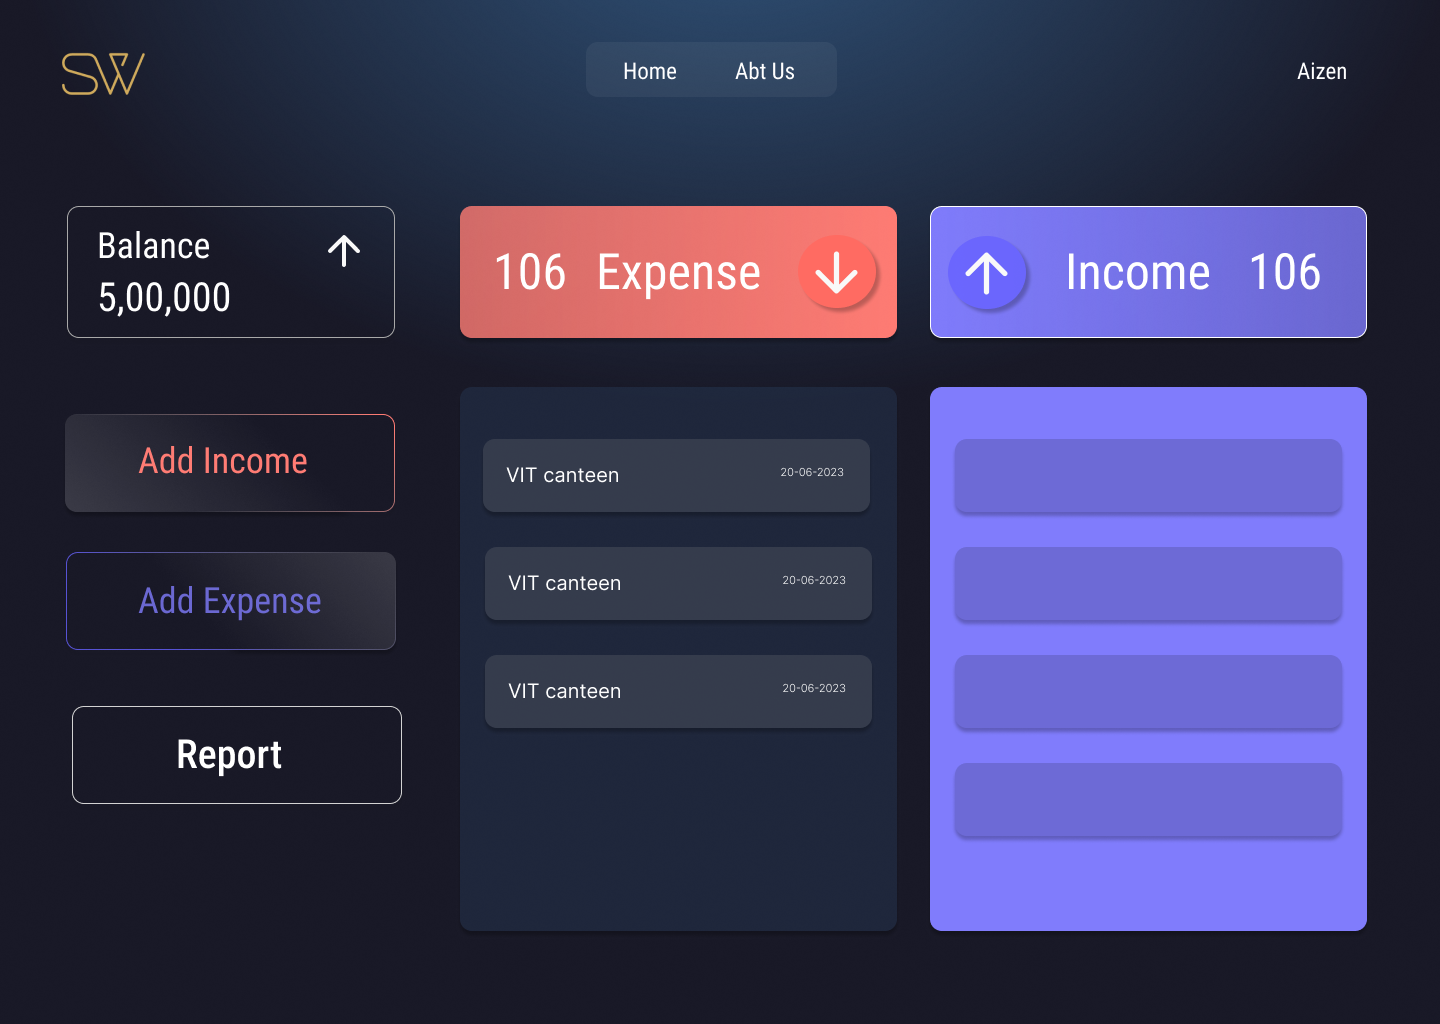 SW
Home
Abt Us
Aizen
Balance
5,00,000
106 Expense
Income 106
Add Income
Add Expense
Report
VIT canteen
20-06-2023
VIT canteen
20-06-2023
VIT canteen
20-06-2023